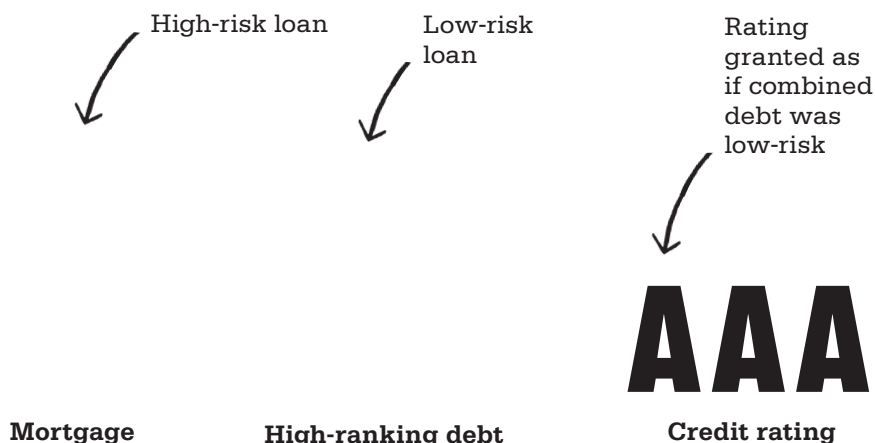 High-risk loan
Low-risk
loan
Rating
granted as
if combined
debt was
low-risk
AAA
Mortgage
High-ranking debt
Credit rating